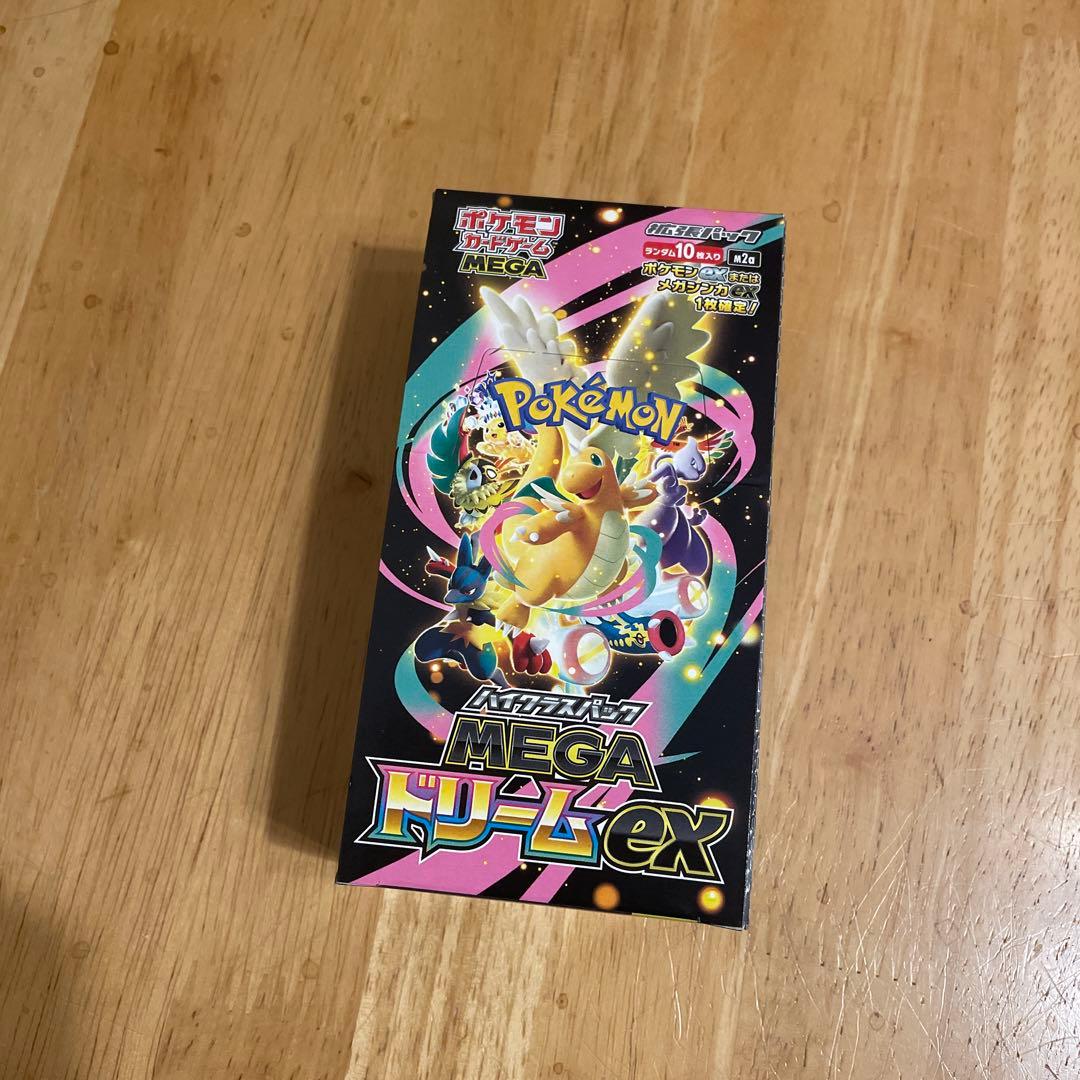 ポケモン
カードゲーム
MEGA
拡張パック
ランダム10枚入り M2a
ポケモンexまたは
メガシンカex
1枚確定!
POKÉMON
ハイクラスパック
MEGA
ドリームex